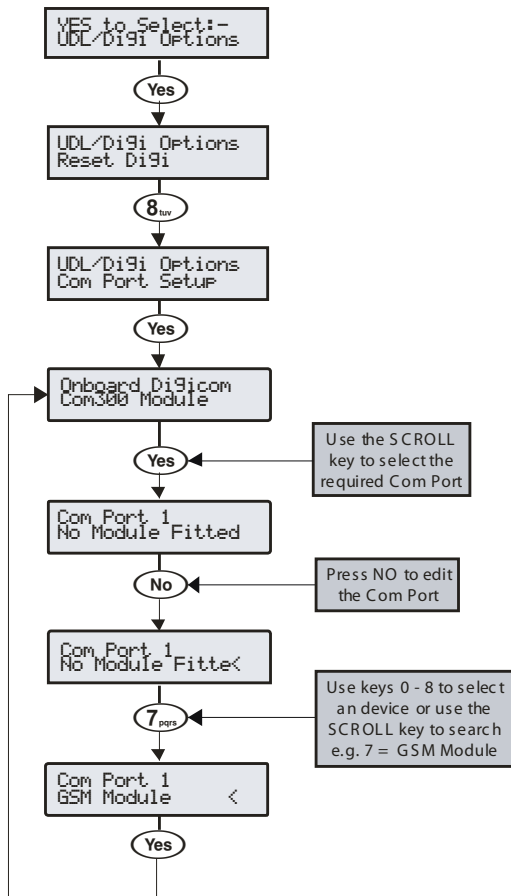 YES to Select:-
UDL/Digi Options
Yes
UDL/Digi Options
Reset Digi
8tuv
UDL/Digi Options
Com Port Setup
Yes
Onboard Digicom
Com300 Module
Yes
Use the SCROLL
key to select the
required Com Port
Com Port 1
No Module Fitted
No
Press NO to edit
the Com Port
Com Port 1
No Module Fitte<
7pqrs
Use keys 0 - 8 to select
an device or use the
SCROLL key to search
e.g. 7 = GSM Module
Com Port 1
GSM Module <
Yes